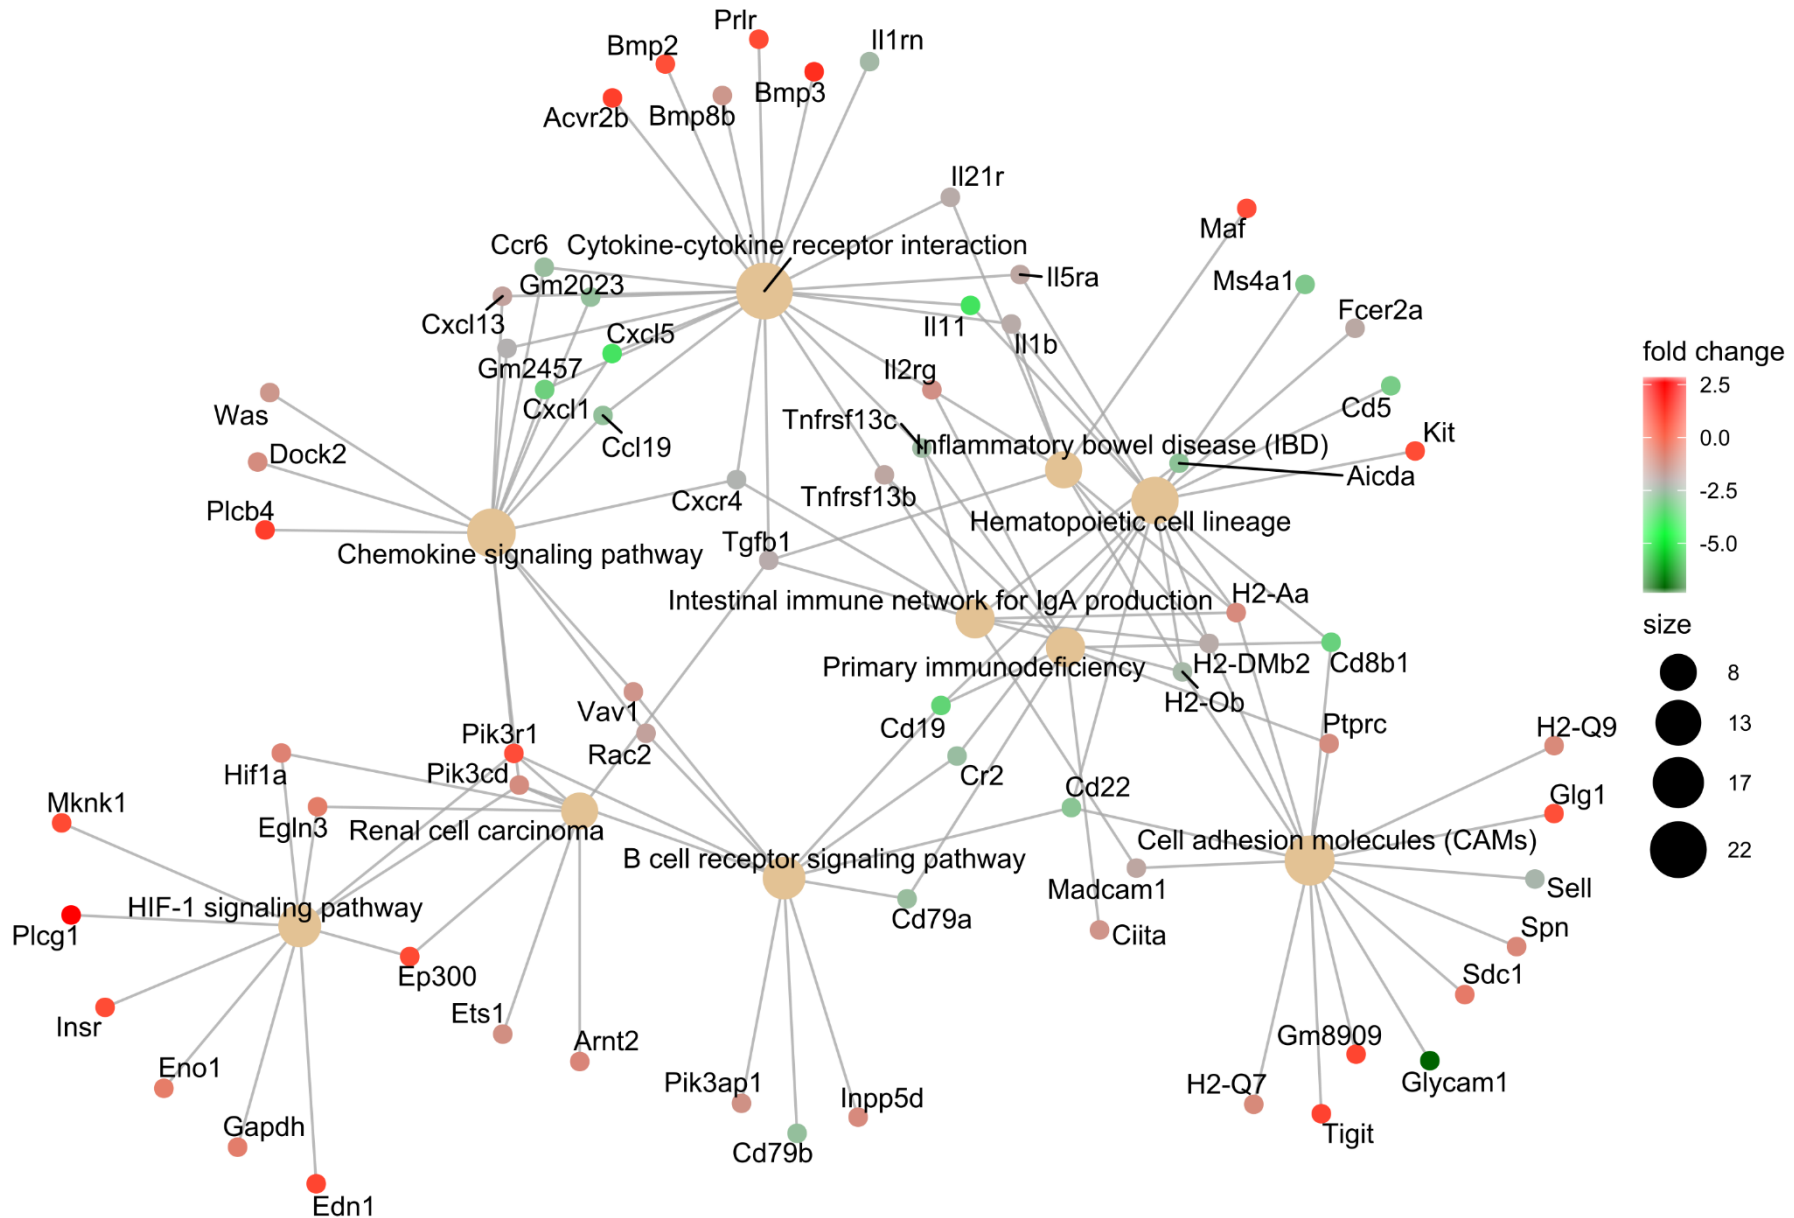 Prlr
Bmp2
Il1rn
Bmp3
Acvr2b
Bmp8b
Il21r
Maf
Ccr6
Cytokine-cytokine receptor interaction
Il5ra
Ms4a1
Gm2023
Fcer2a
Cxcl13
Cxcl5
Il11
Il1b
fold change
Gm2457
Il2rg
2.5
Was
Cxcl1
Cd5
Tnfrsf13c
Kit
0.0
Ccl19
Inflammatory bowel disease (IBD)
Dock2
Aicda
-2.5
Cxcr4
Tnfrsf13b
Plcb4
Hematopoietic cell lineage
-5.0
Chemokine signaling pathway
Tgfb1
Intestinal immune network for IgA production
H2-Aa
size
Primary immunodeficiency
H2-DMb2
Cd8b1
8
Vav1
H2-Ob
Cd19
Ptprc
13
H2-Q9
Pik3r1
Rac2
Hif1a
Pik3cd
Cr2
17
Mknk1
Cd22
Glg1
Egln3
Renal cell carcinoma
Cell adhesion molecules (CAMs)
22
B cell receptor signaling pathway
Madcam1
Sell
HIF-1 signaling pathway
Cd79a
Plcg1
Ciita
Spn
Ep300
Sdc1
Insr
Ets1
Arnt2
Gm8909
Eno1
Pik3ap1
Inpp5d
H2-Q7
Glycam1
Gapdh
Cd79b
Tigit
Edn1